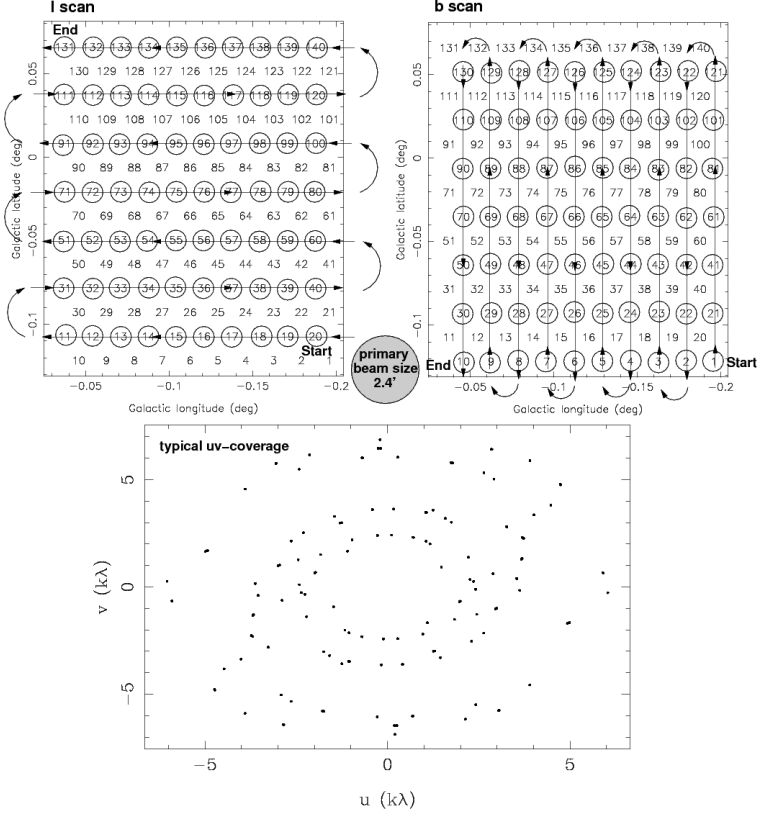 l scan
End
131 132 133 134 135 136 137 138 139 140
130 129 128 127 126 125 124 123 122 121
111 112 113 114 115 116 117 118 119 120
110 109 108 107 106 105 104 103 102 101
91 92 93 94 95 96 97 98 99 100
90 89 88 87 86 85 84 83 82 81
71 72 73 74 75 76 77 78 79 80
70 69 68 67 66 65 64 63 62 61
51 52 53 54 55 56 57 58 59 60
50 49 48 47 46 45 44 43 42 41
31 32 33 34 35 36 37 38 39 40
30 29 28 27 26 25 24 23 22 21
11 12 13 14 15 16 17 18 19 20
Start
10 9 8 7 6 5 4 3 2 1
0.05
0
−0.05
−0.1
Galactic latitude (deg)
−0.05 −0.1 −0.15 −0.2
Galactic longitude (deg)
primary
beam size
2.4'
b scan
131 132 133 134 135 136 137 138 139 140
130 129 128 127 126 125 124 123 122 121
111 112 113 114 115 116 117 118 119 120
110 109 108 107 106 105 104 103 102 101
91 92 93 94 95 96 97 98 99 100
90 89 88 87 86 85 84 83 82 81
71 72 73 74 75 76 77 78 79 80
70 69 68 67 66 65 64 63 62 61
51 52 53 54 55 56 57 58 59 60
50 49 48 47 46 45 44 43 42 41
31 32 33 34 35 36 37 38 39 40
30 29 28 27 26 25 24 23 22 21
11 12 13 14 15 16 17 18 19 20
End 10 9 8 7 6 5 4 3 2 1 Start
0.05
0
−0.05
−0.1
Galactic latitude (deg)
−0.05 −0.1 −0.15 −0.2
Galactic longitude (deg)
typical uv−coverage
5
0
−5
v (kλ)
−5 0 5
u (kλ)